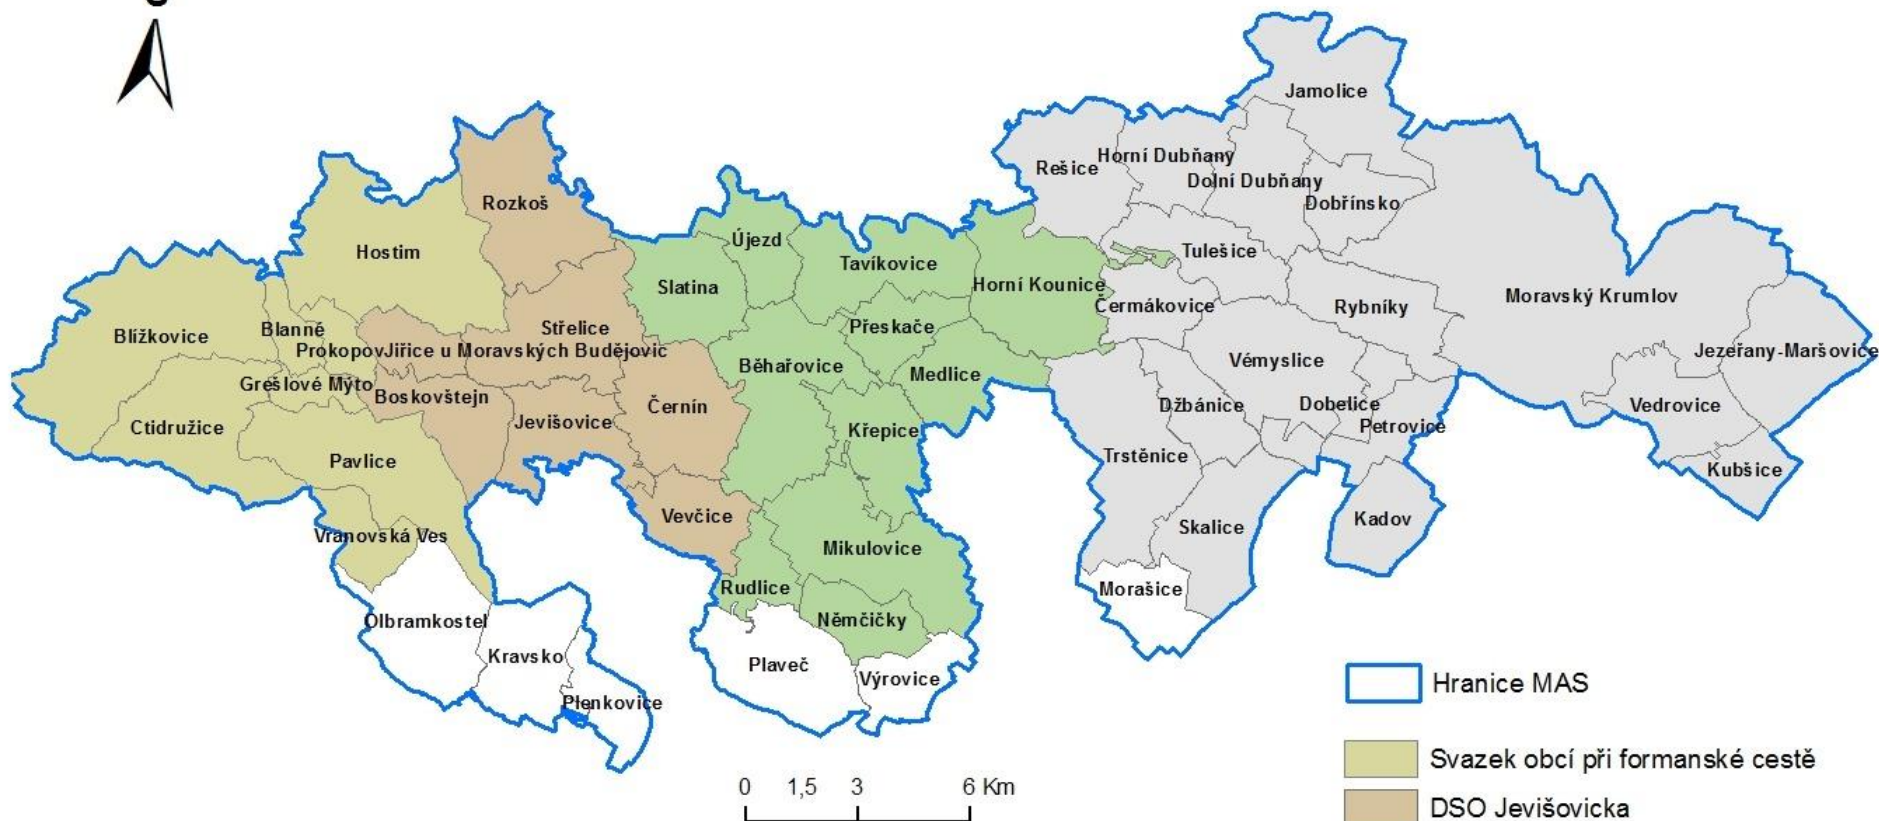 Jamolice
Rešice
Horní Dubňany
Dolní Dubňany
Dobřínsko
Rozkoš
Hostim
Újezd
Tavíkovice
Tulešice
Slatina
Horní Kounice
Čermákovice
Rybníky
Moravský Krumlov
Blížkovice
Blanné
Střelice
Přeskače
Prokopov
Jiřice u Moravských Budějovic
Běhařovice
Medlice
Vémyslice
Jezeřany-Maršovice
Grešlové Mýto
Boskovštejn
Černín
Džbánice
Dobelice
Vedrovice
Ctidružice
Jevišovice
Křepice
Petrovice
Pavlice
Trstěnice
Kubšice
Vevčice
Skalice
Kadov
Vranovská Ves
Mikulovice
Rudlice
Morašice
Olbramkostel
Němčičky
Kravsko
Plaveč
Výrovice
Plenkovice
Hranice MAS
Svazek obcí při formanské cestě
DSO Jevišovicka
0 1,5 3 6 Km